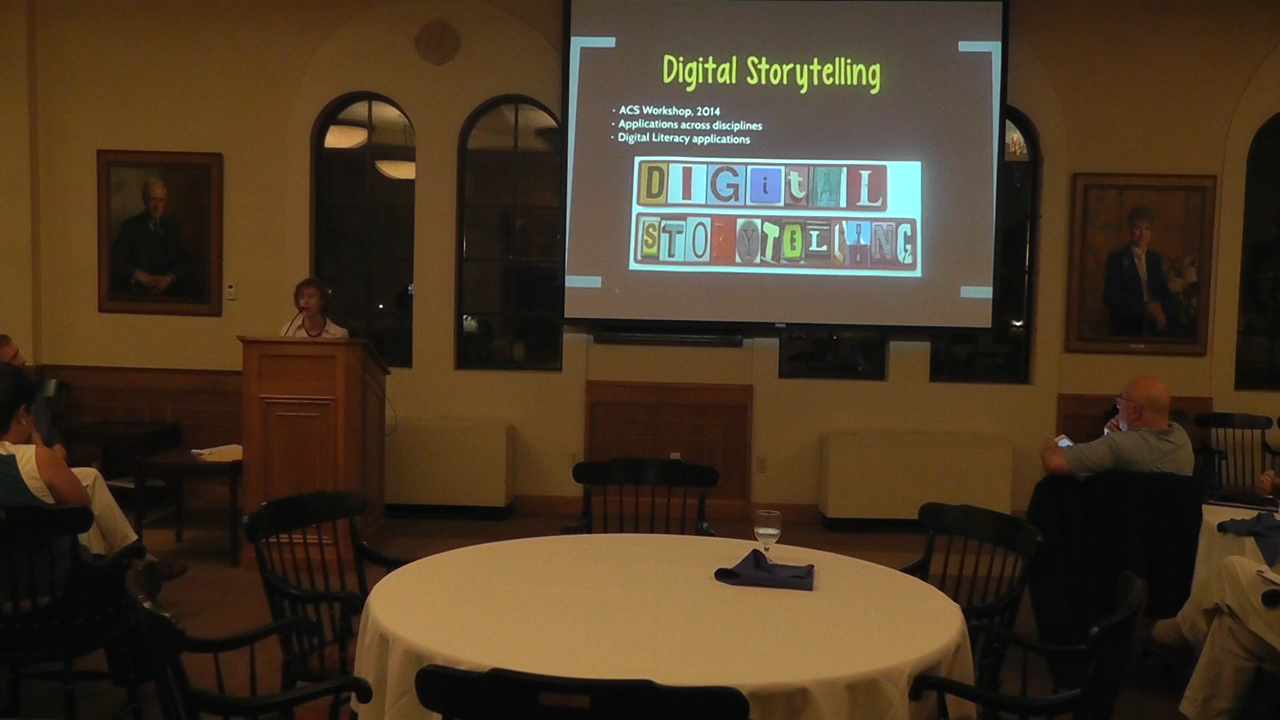 Digital Storytelling
· ACS Workshop, 2014
· Applications across disciplines
· Digital Literacy applications
DIGitAL
STORYTELLING